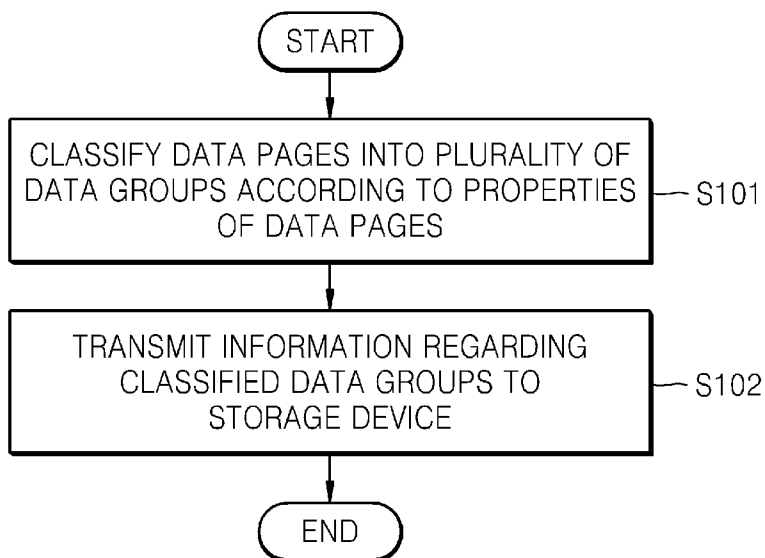 START
CLASSIFY DATA PAGES INTO PLURALITY OF
DATA GROUPS ACCORDING TO PROPERTIES
OF DATA PAGES
S101
TRANSMIT INFORMATION REGARDING
CLASSIFIED DATA GROUPS TO
STORAGE DEVICE
S102
END